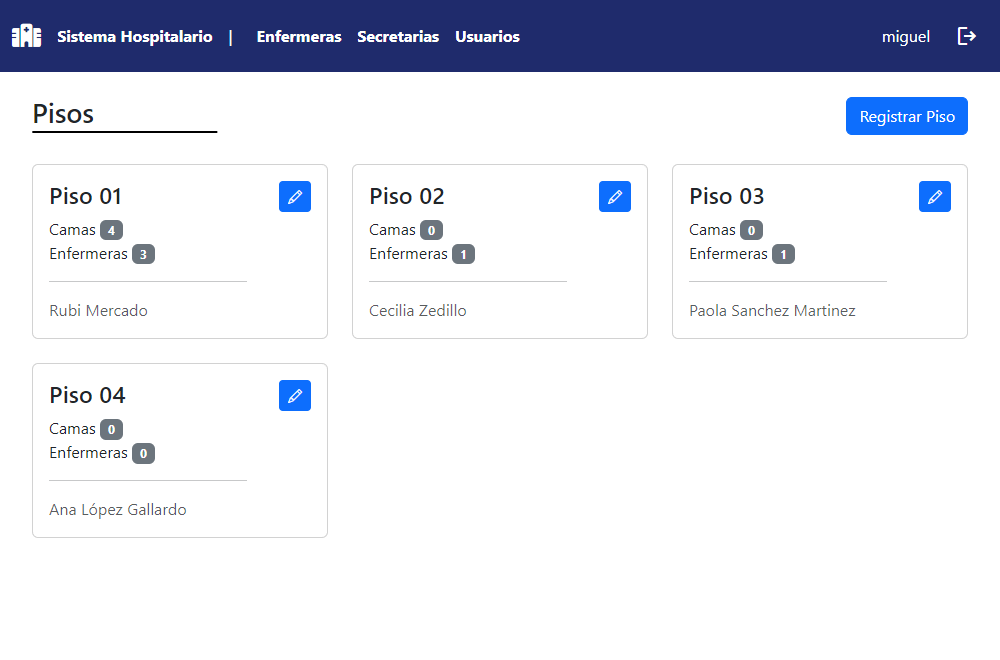 Sistema Hospitalario | Enfermeras Secretarias Usuarios miguel
Pisos
Registrar Piso
Piso 01
Camas 4
Enfermeras 3
Rubi Mercado
Piso 02
Camas 0
Enfermeras 1
Cecilia Zedillo
Piso 03
Camas 0
Enfermeras 1
Paola Sanchez Martinez
Piso 04
Camas 0
Enfermeras 0
Ana López Gallardo